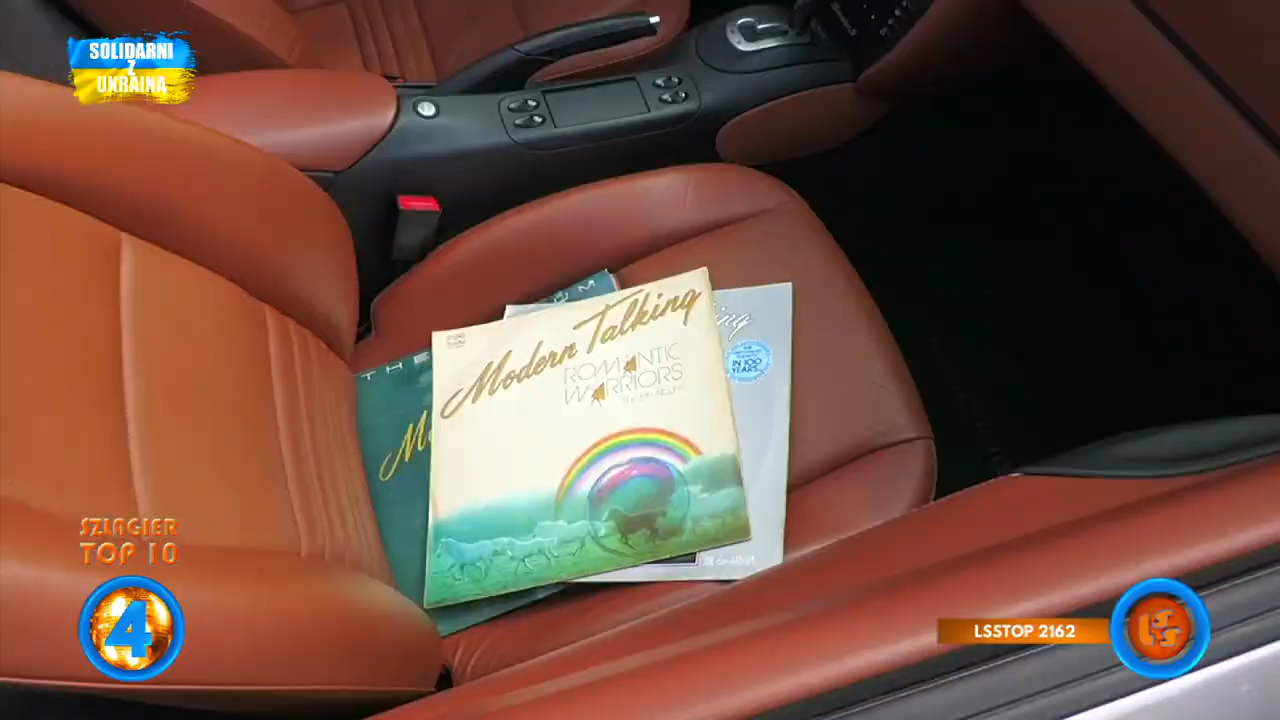 SOLIDARNI
Z
UKRAINA
Modern Talking
ROMANTIC
WARRIORS
THE
IN 100
YEARS
SZLAGIER
TOP 10
4
LSSTOP 2162